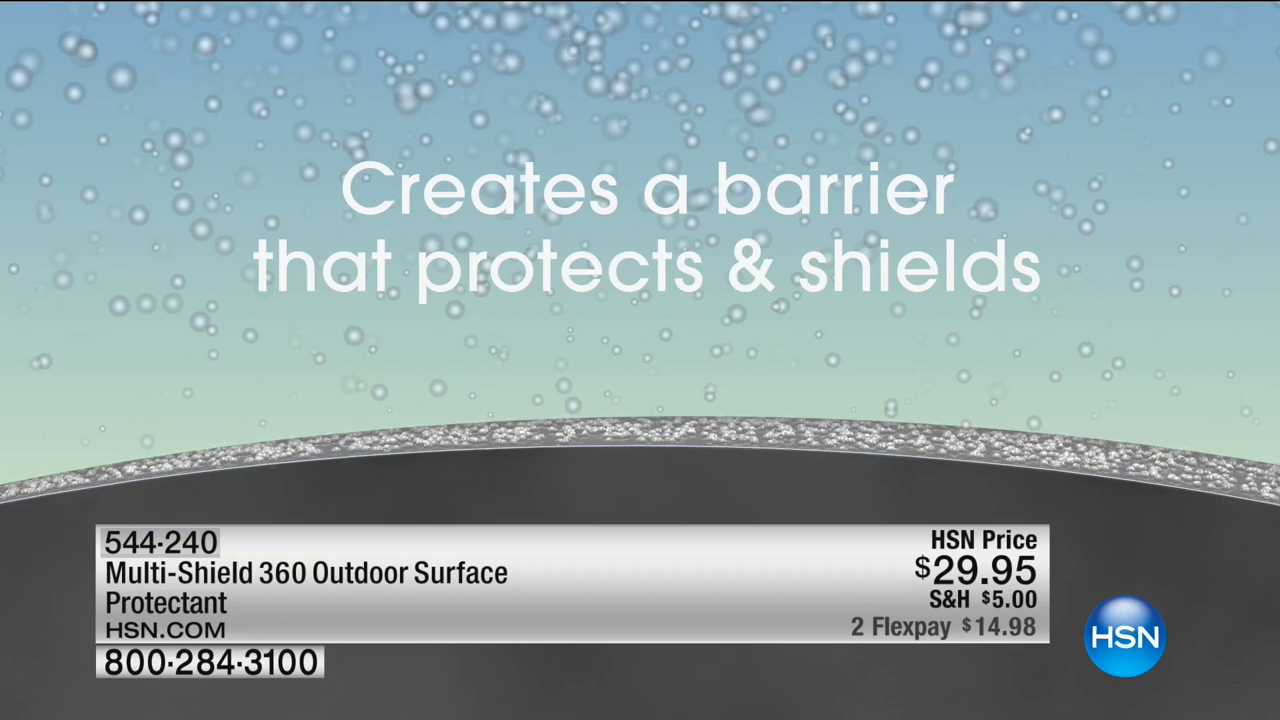 Creates a barrier
that protects & shields
544·240
Multi-Shield 360 Outdoor Surface
Protectant
HSN.COM
800·284·3100
HSN Price
$29.95
S&H $5.00
2 Flexpay $14.98
HSN